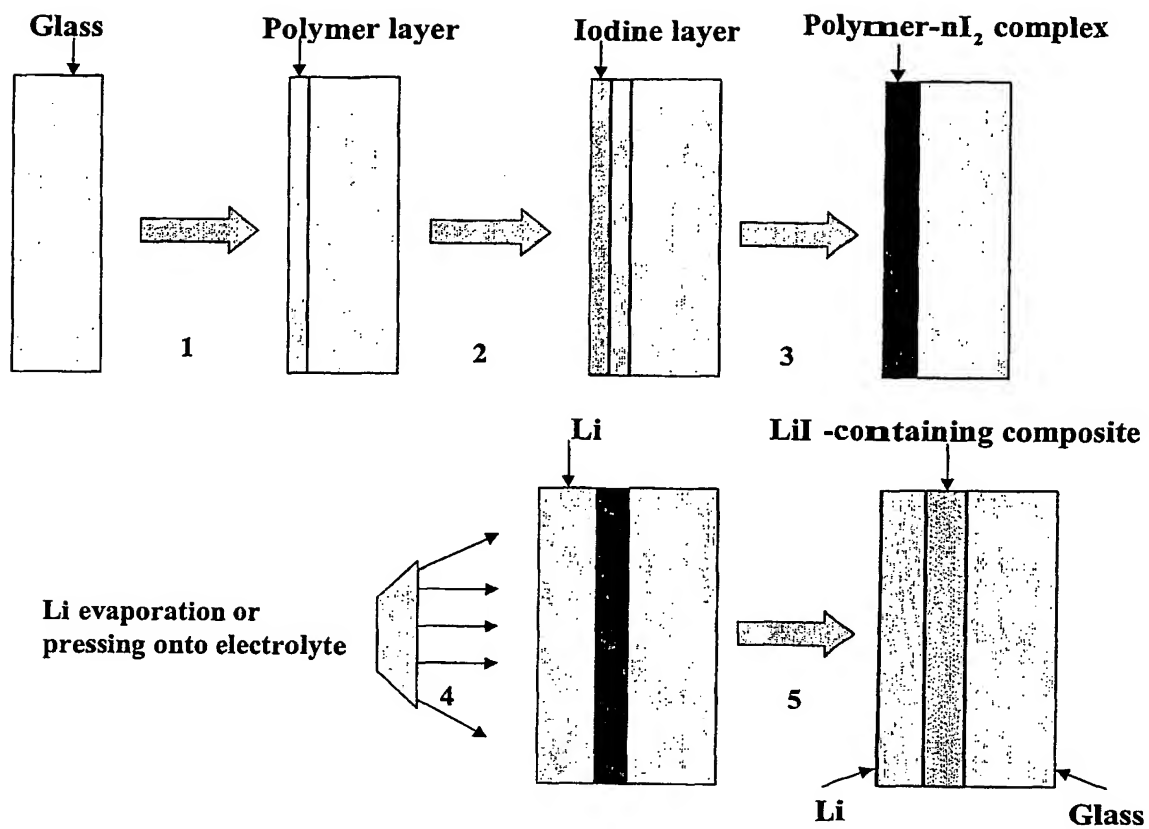 Glass
Polymer layer
Iodine layer
Polymer-nI₂ complex
1
2
3
Li
LiI -containing composite
Li evaporation or
pressing onto electrolyte
4
5
Li
Glass